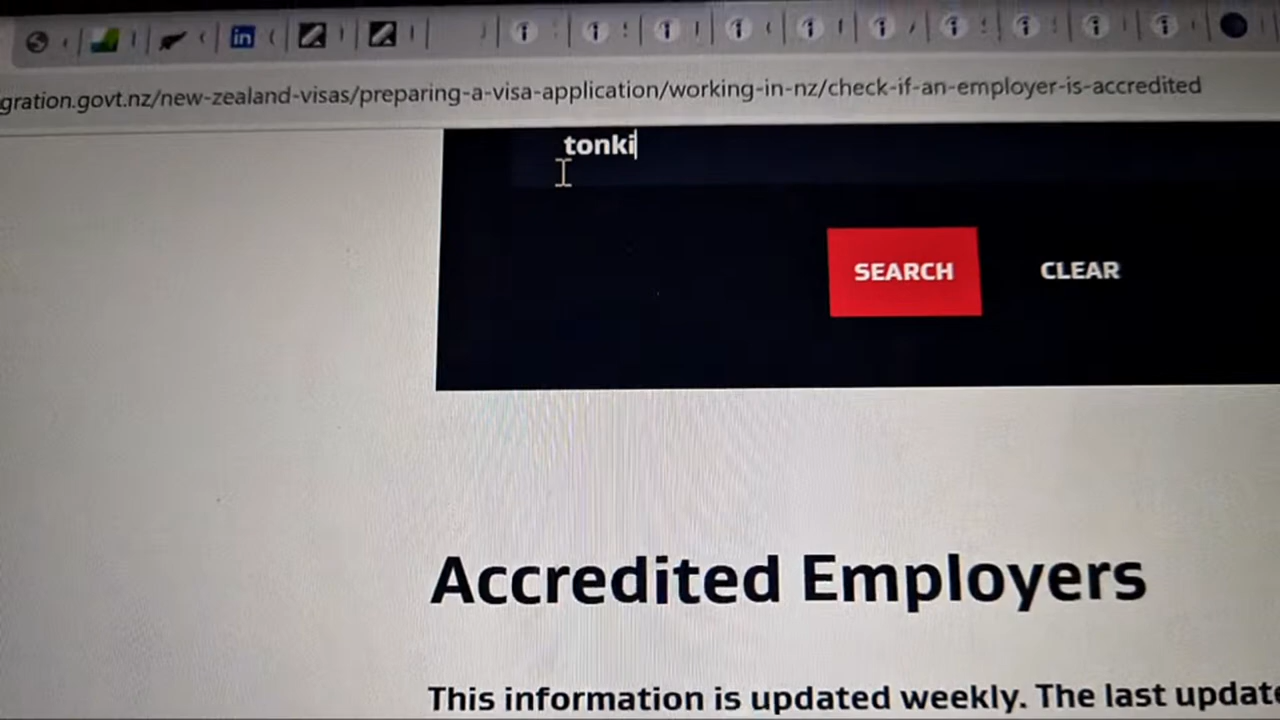 in
gration.govt.nz/new-zealand-visas/preparing-a-visa-application/working-in-nz/check-if-an-employer-is-accredited
tonki
SEARCH CLEAR
Accredited Employers
This information is updated weekly. The last update